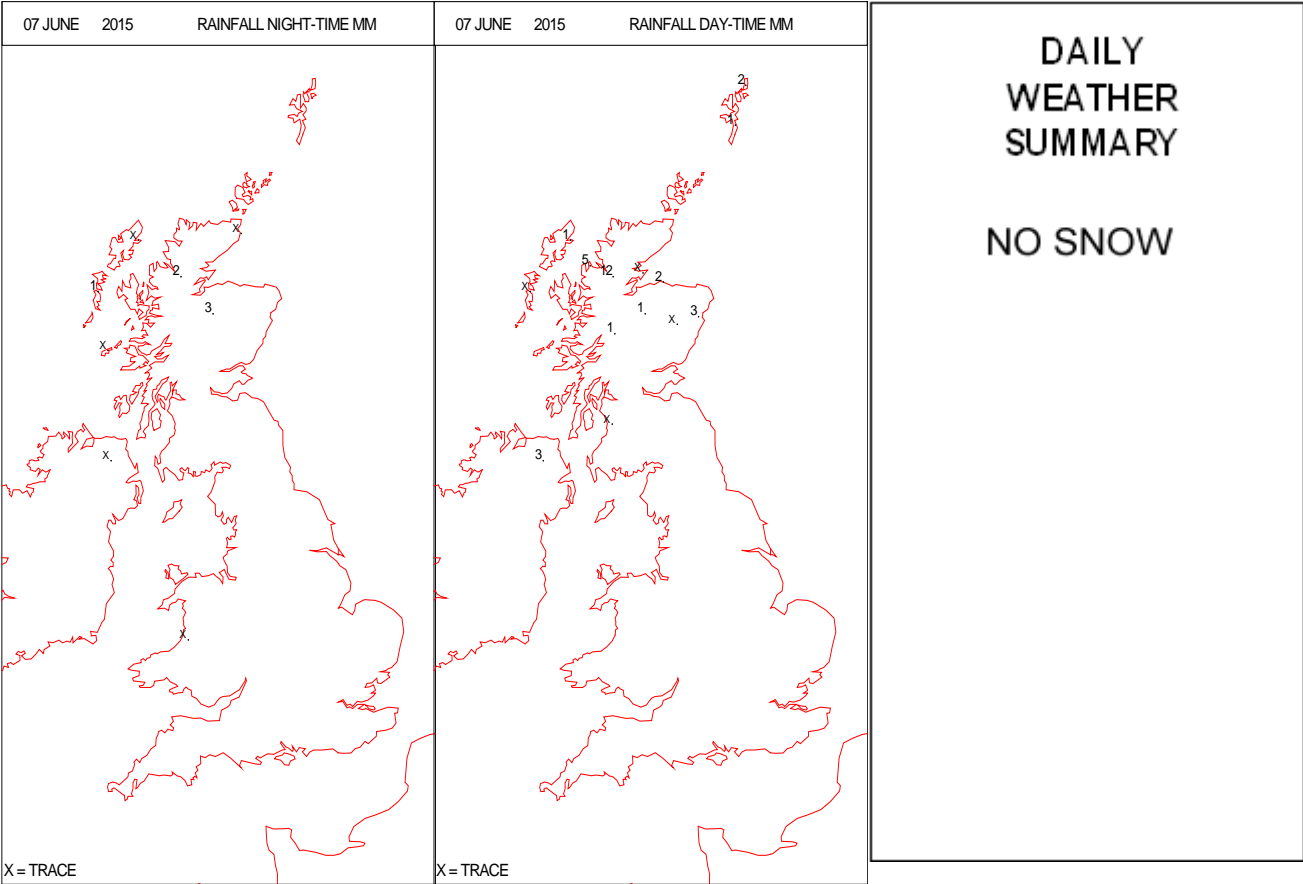 07 JUNE 2015 RAINFALL NIGHT-TIME MM
X
X
2
1
3
X
X
X
X = TRACE
07 JUNE 2015 RAINFALL DAY-TIME MM
2
1
1
5
12
X
2
X
1
3
X
1
X
3
X = TRACE
DAILY
WEATHER
SUMMARY
NO SNOW